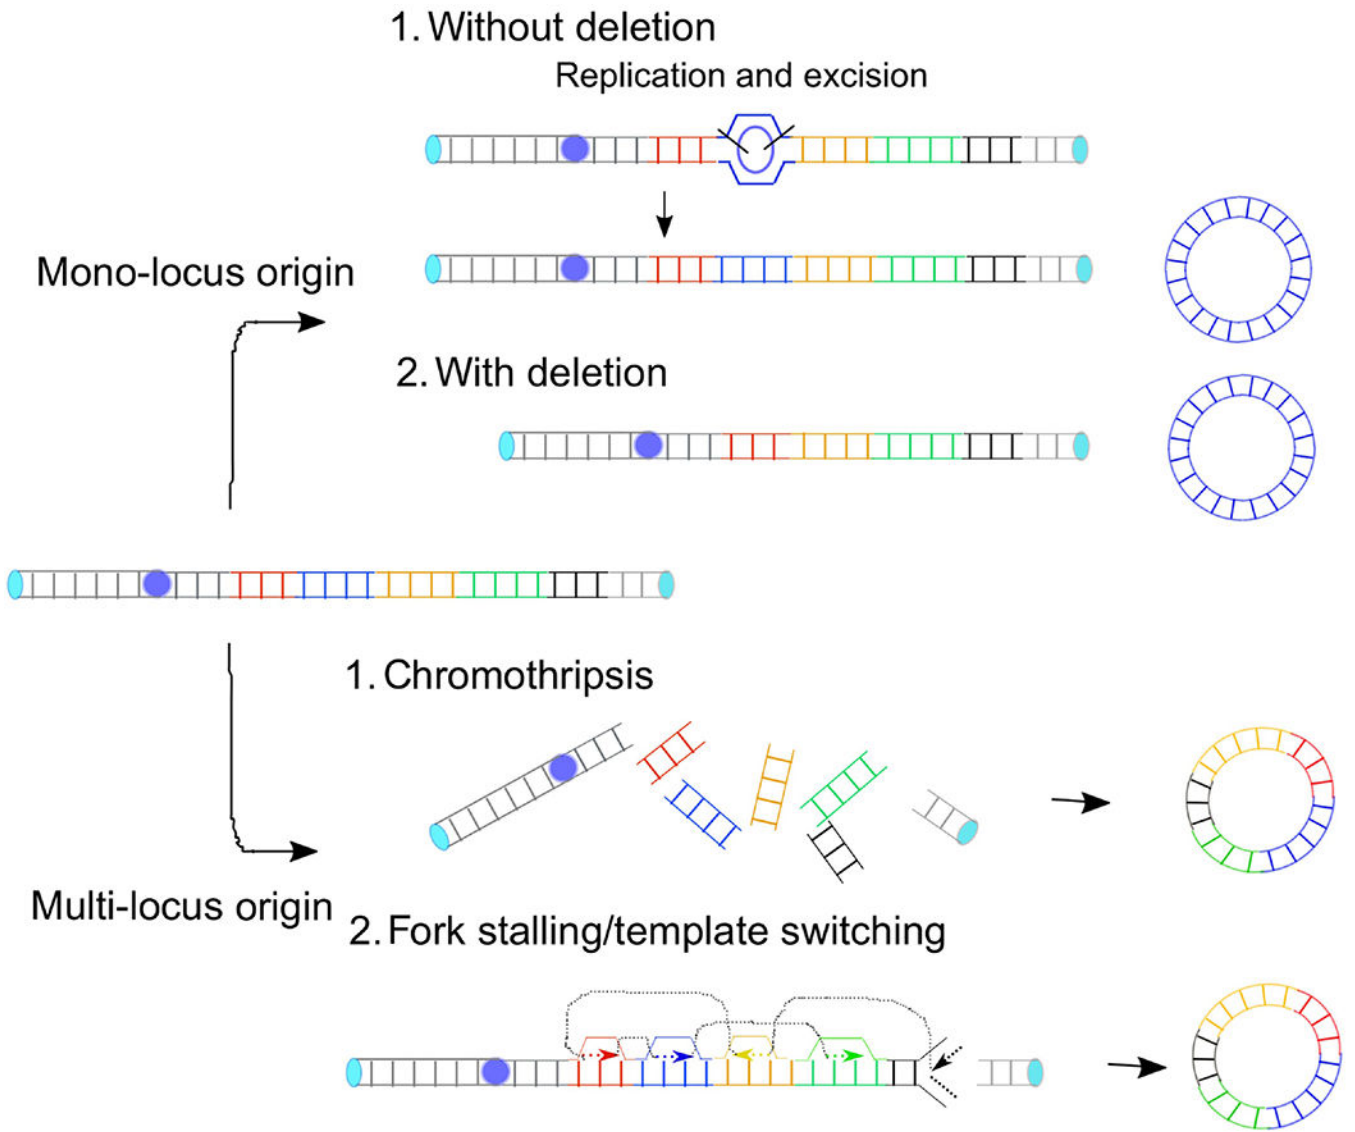 1. Without deletion
Replication and excision
Mono-locus origin
2. With deletion
1. Chromothripsis
Multi-locus origin
2. Fork stalling/template switching